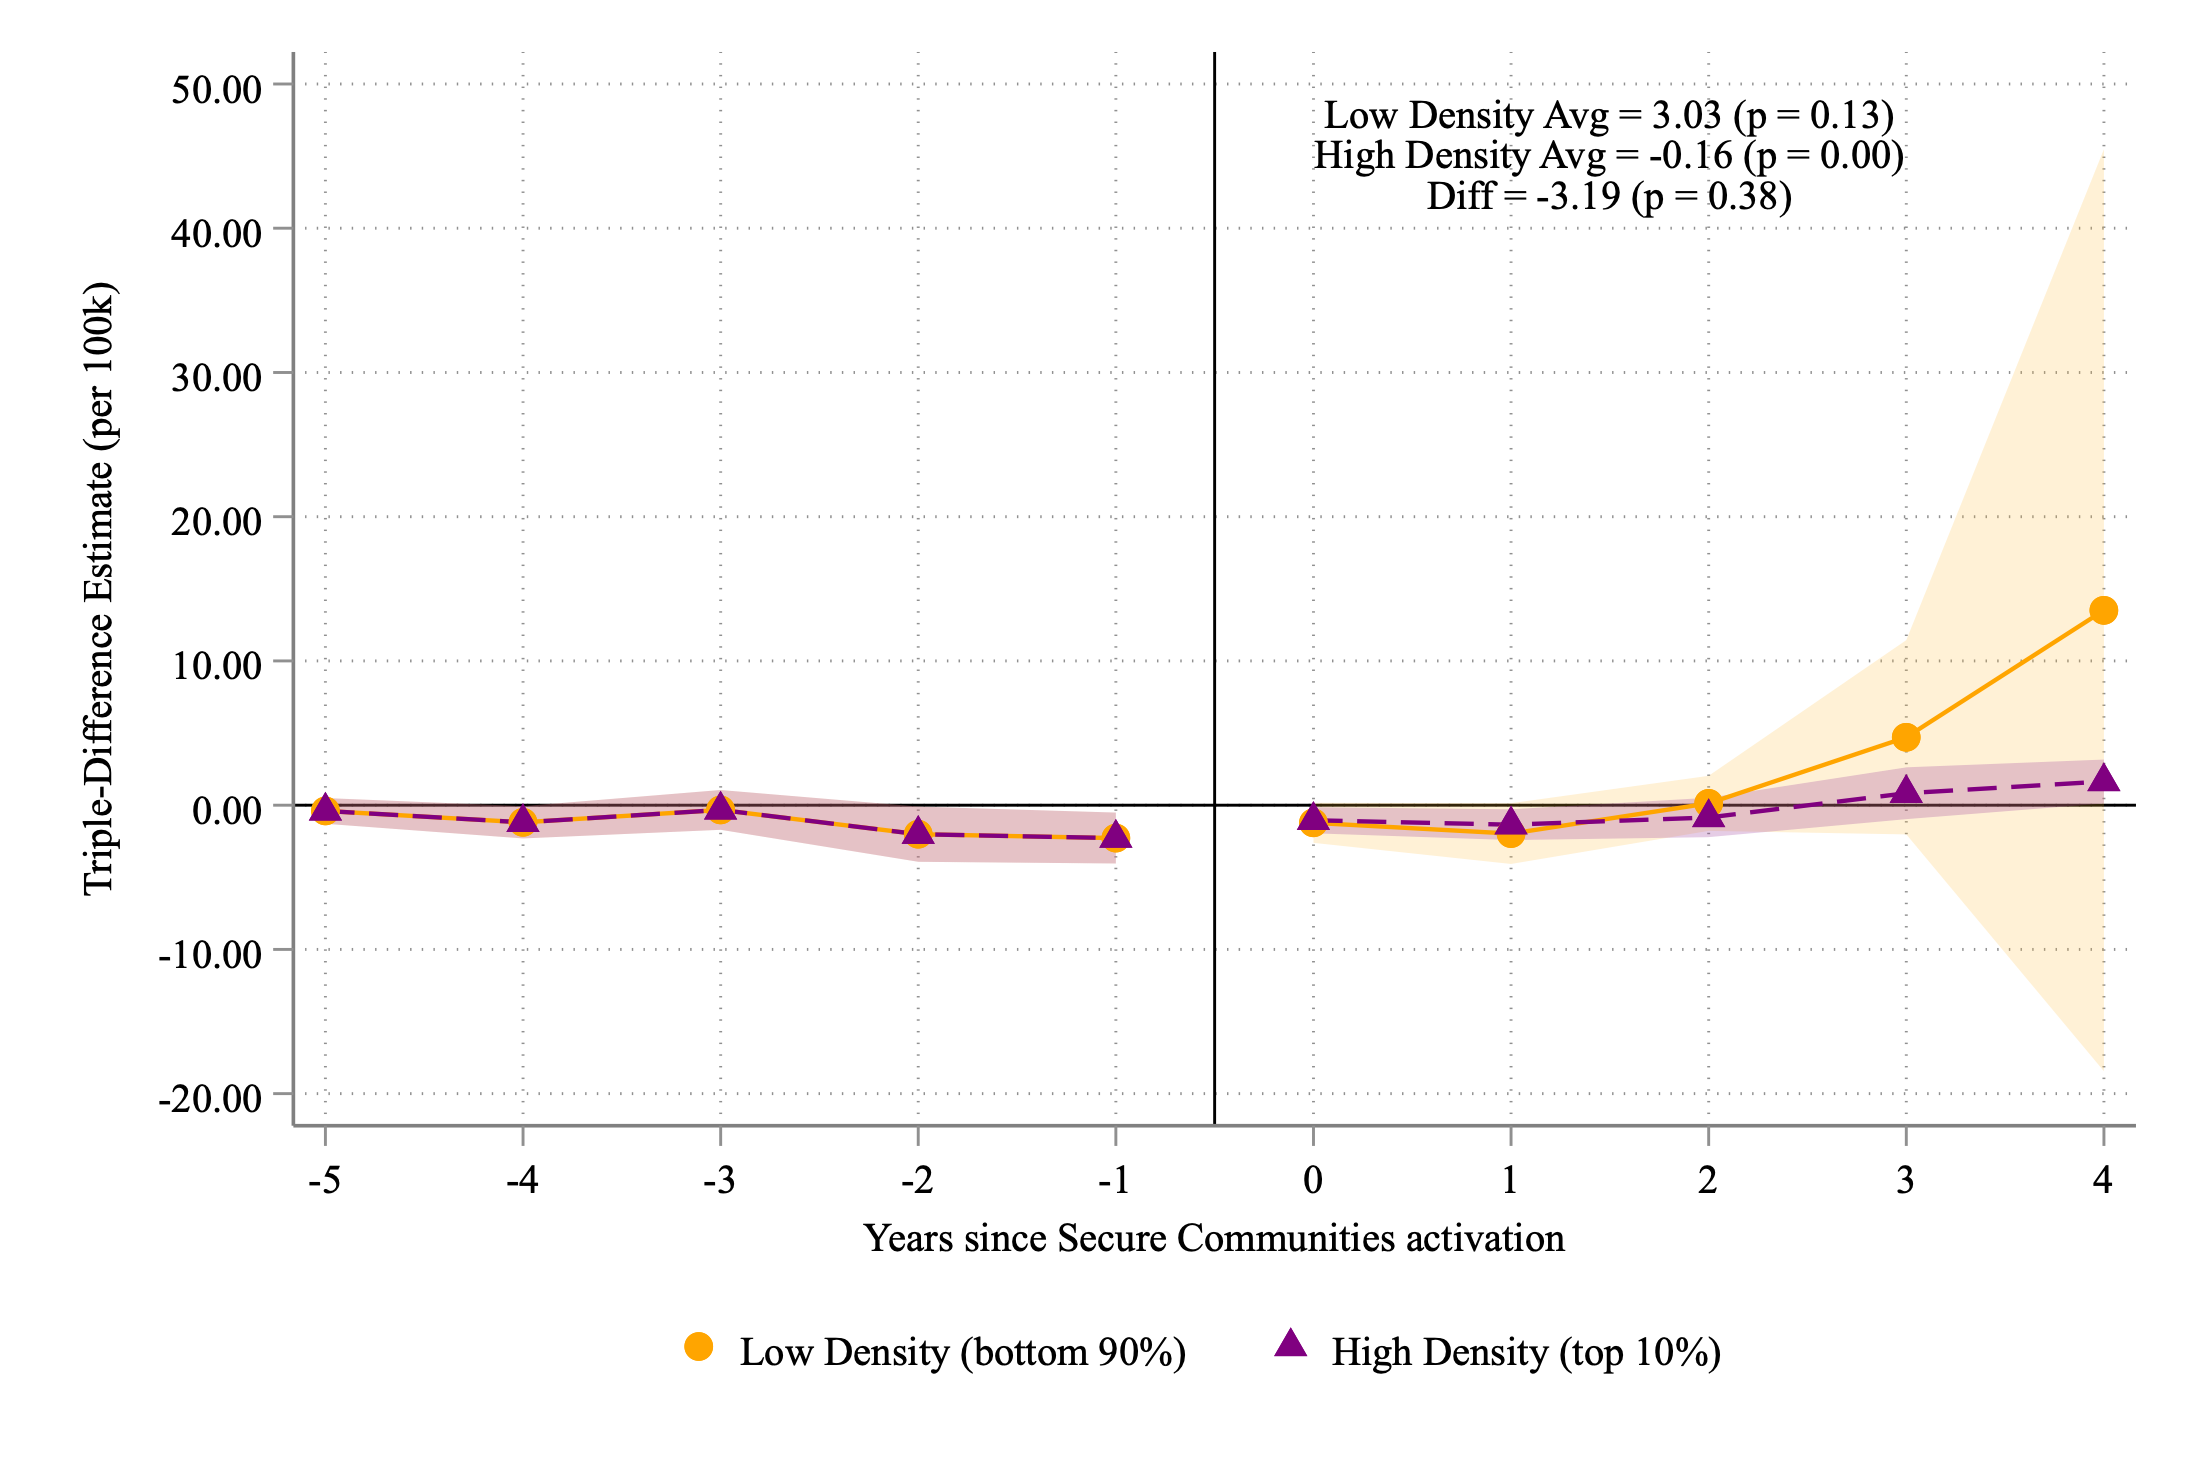 Low Density Avg = 3.03 (p = 0.13)
High Density Avg = -0.16 (p = 0.00)
Diff = -3.19 (p = 0.38)
Triple-Difference Estimate (per 100k)
50.00
40.00
30.00
20.00
10.00
0.00
-10.00
-20.00
-5 -4 -3 -2 -1 0 1 2 3 4
Years since Secure Communities activation
Low Density (bottom 90%) High Density (top 10%)